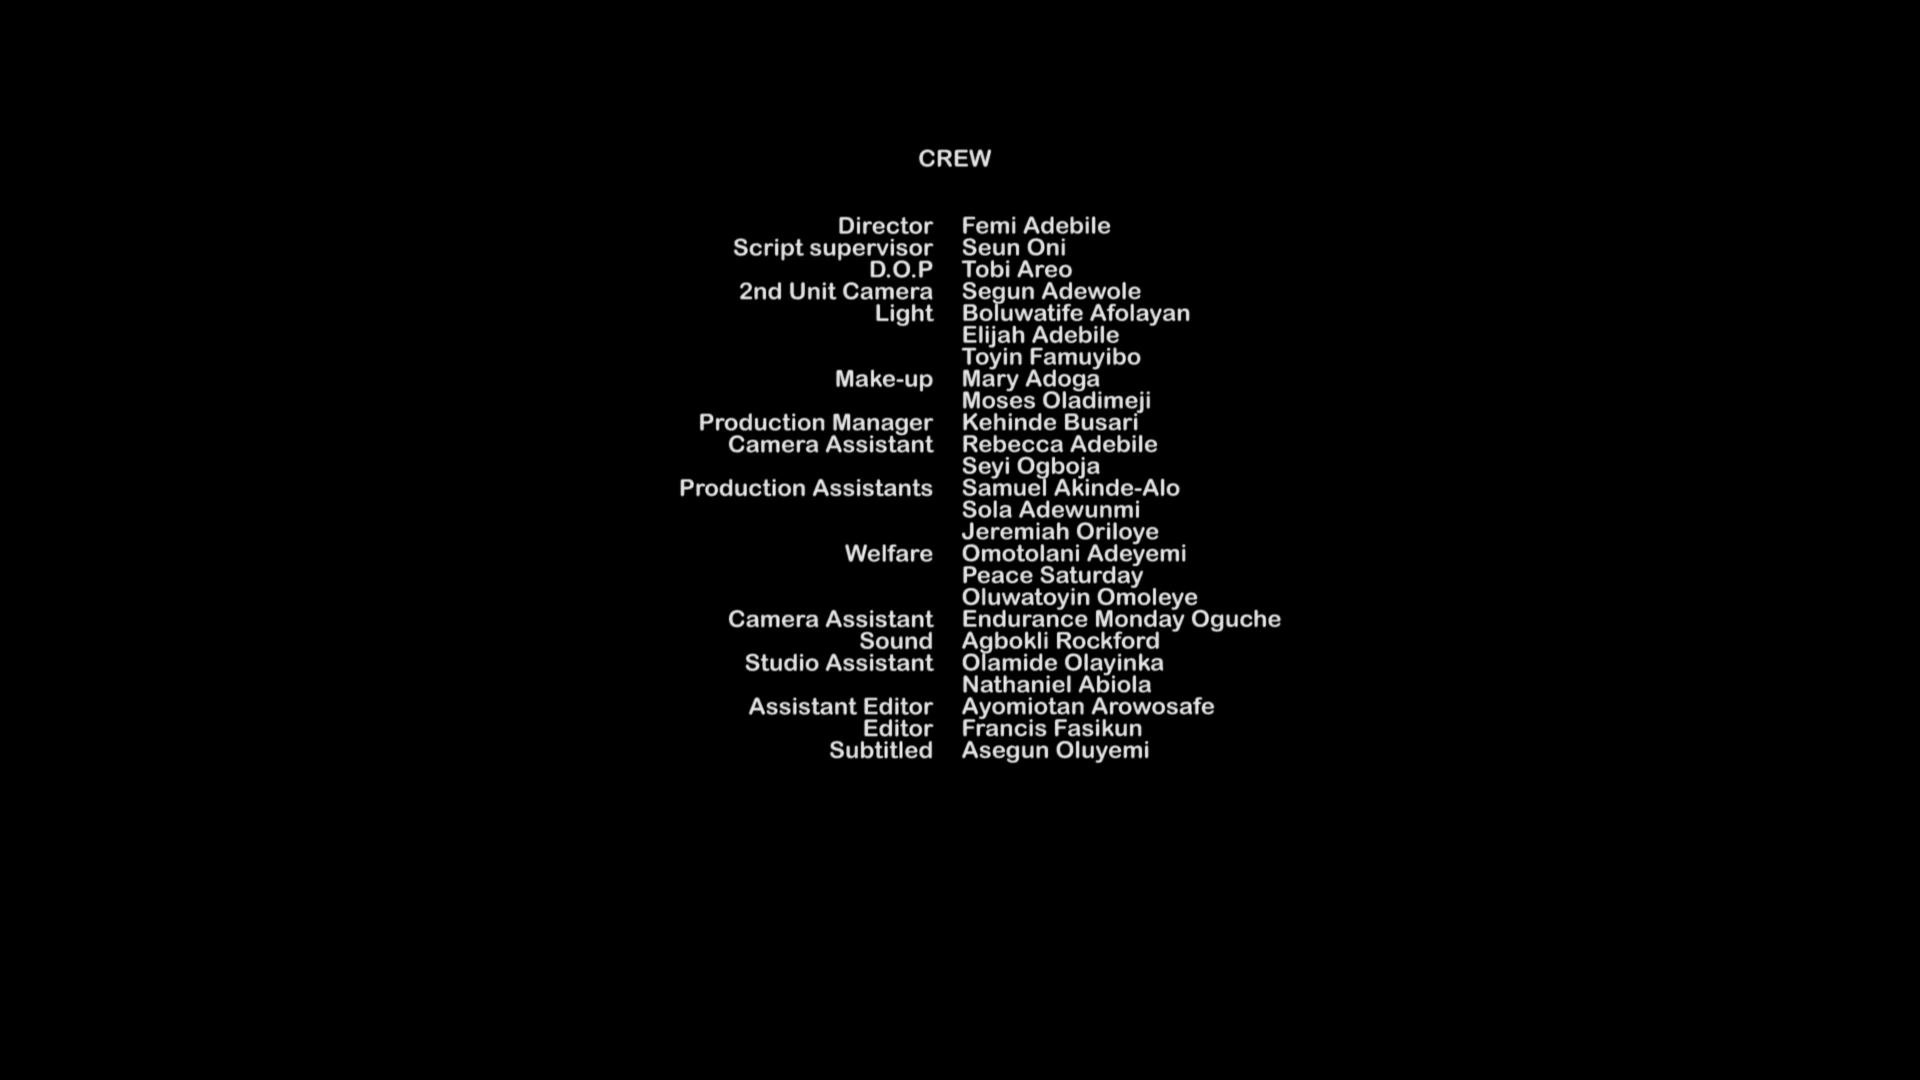 CREW
Director Femi Adebile
Script supervisor Seun Oni
D.O.P Tobi Areo
2nd Unit Camera Segun Adewole
Light Boluwatife Afolayan
Elijah Adebile
Toyin Famuyibo
Make-up Mary Adoga
Moses Oladimeji
Production Manager Kehinde Busari
Camera Assistant Rebecca Adebile
Seyi Ogboja
Production Assistants Samuel Akinde-Alo
Sola Adewunmi
Jeremiah Oriloye
Welfare Omotolani Adeyemi
Peace Saturday
Oluwatoyin Omoleye
Camera Assistant Endurance Monday Oguche
Sound Agbokli Rockford
Studio Assistant Olamide Olayinka
Nathaniel Abiola
Assistant Editor Ayomiotan Arowosafe
Editor Francis Fasikun
Subtitled Asegun Oluyemi